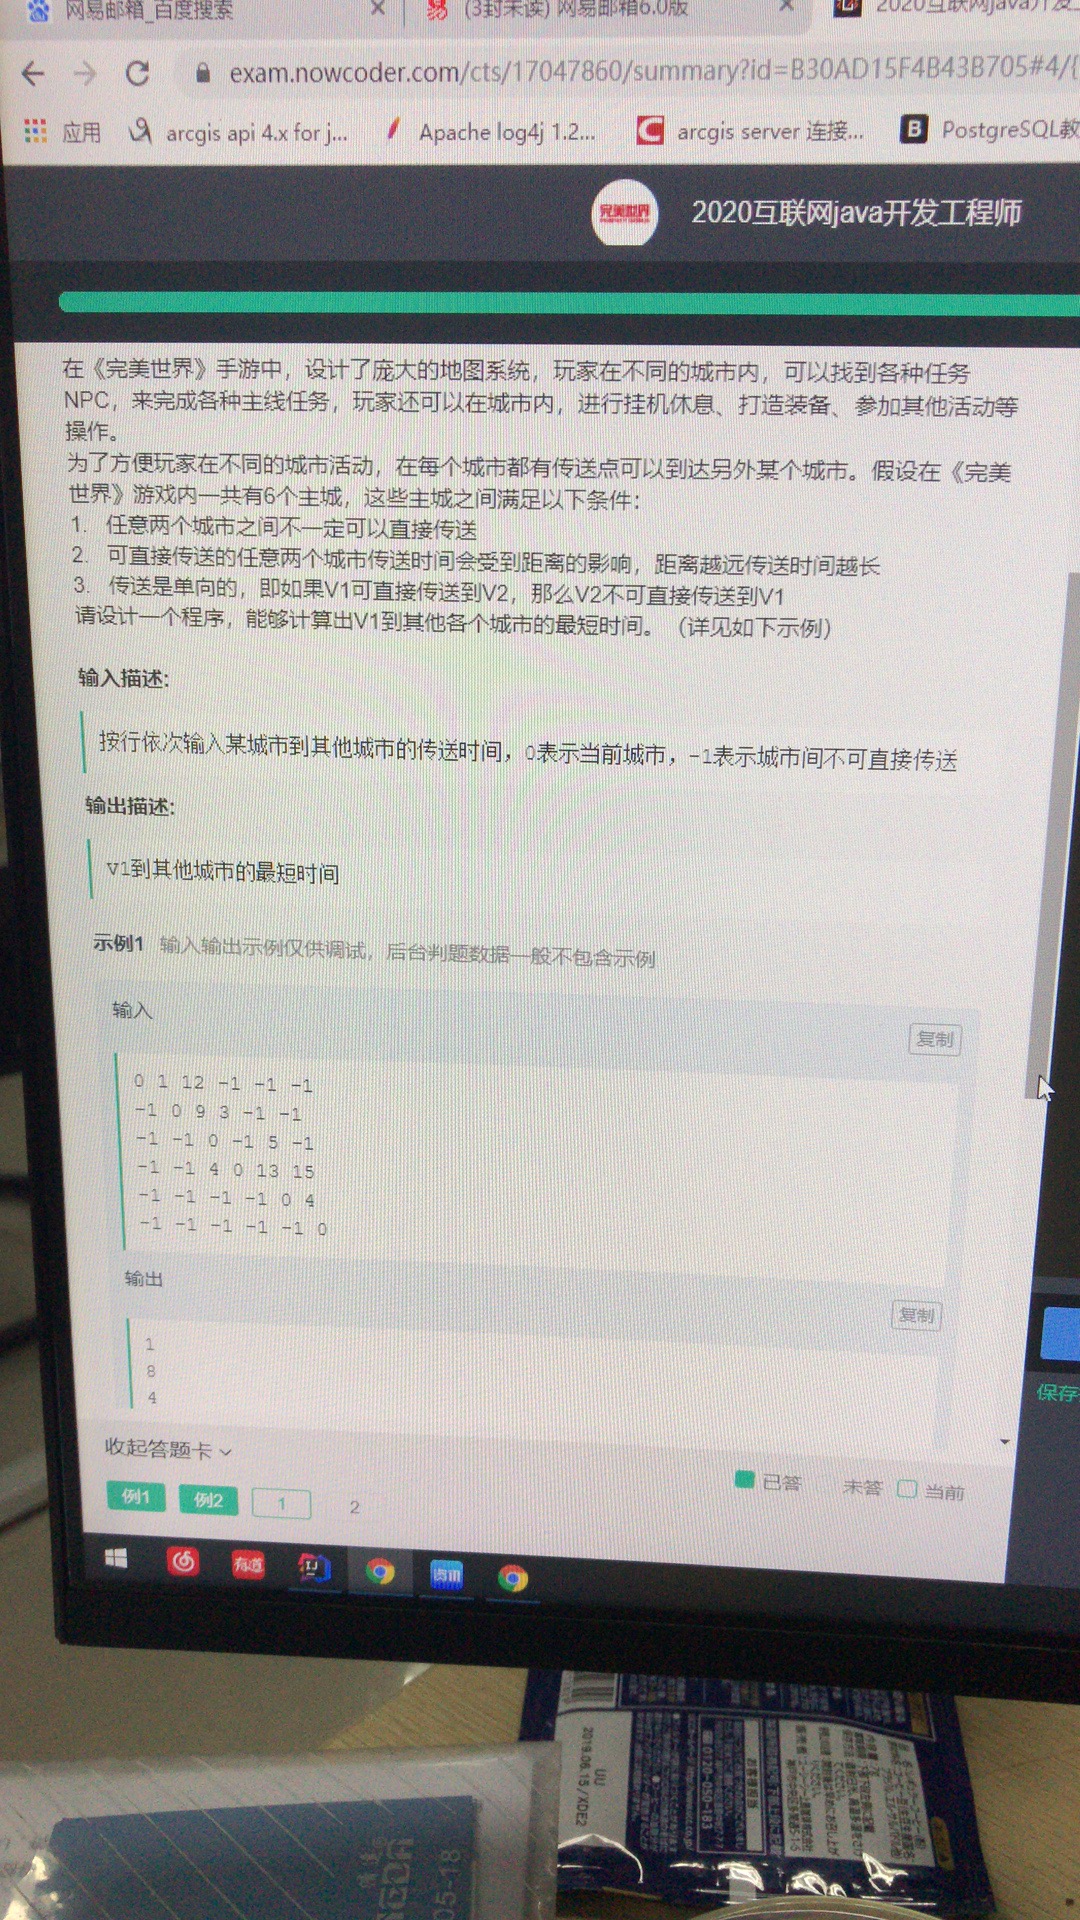 网易邮箱_百度搜索
(3封未读) 网易邮箱6.0版
2020互联网java开发工
exam.nowcoder.com/cts/17047860/summary?id=B30AD15F4B43B705#4/{
应用
arcgis api 4.x for j...
Apache log4j 1.2...
arcgis server 连接...
PostgreSQL教
完美世界
2020互联网java开发工程师
在《完美世界》手游中，设计了庞大的地图系统，玩家在不同的城市内，可以找到各种任务
NPC，来完成各种主线任务，玩家还可以在城市内，进行挂机休息、打造装备、参加其他活动等
操作。
为了方便玩家在不同的城市活动，在每个城市都有传送点可以到达另外某个城市。假设在《完美
世界》游戏内一共有6个主城，这些主城之间满足以下条件：
1. 任意两个城市之间不一定可以直接传送
2. 可直接传送的任意两个城市传送时间会受到距离的影响，距离越远传送时间越长
3. 传送是单向的，即如果V1可直接传送到V2，那么V2不可直接传送到V1
请设计一个程序，能够计算出V1到其他各个城市的最短时间。（详见如下示例）
输入描述:
按行依次输入某城市到其他城市的传送时间，0表示当前城市，-1表示城市间不可直接传送
输出描述:
V1到其他城市的最短时间
示例1 输入输出示例仅供调试，后台判题数据一般不包含示例
输入
复制
0 1 12 -1 -1 -1
-1 0 9 3 -1 -1
-1 -1 0 -1 5 -1
-1 -1 4 0 13 15
-1 -1 -1 -1 0 4
-1 -1 -1 -1 -1 0
输出
复制
1
8
4
保存
收起答题卡
已答 未答 当前
例1 例2 1 2
有道
IJ
资讯
2019.06.15/XDE2
0120-050-183
05-18